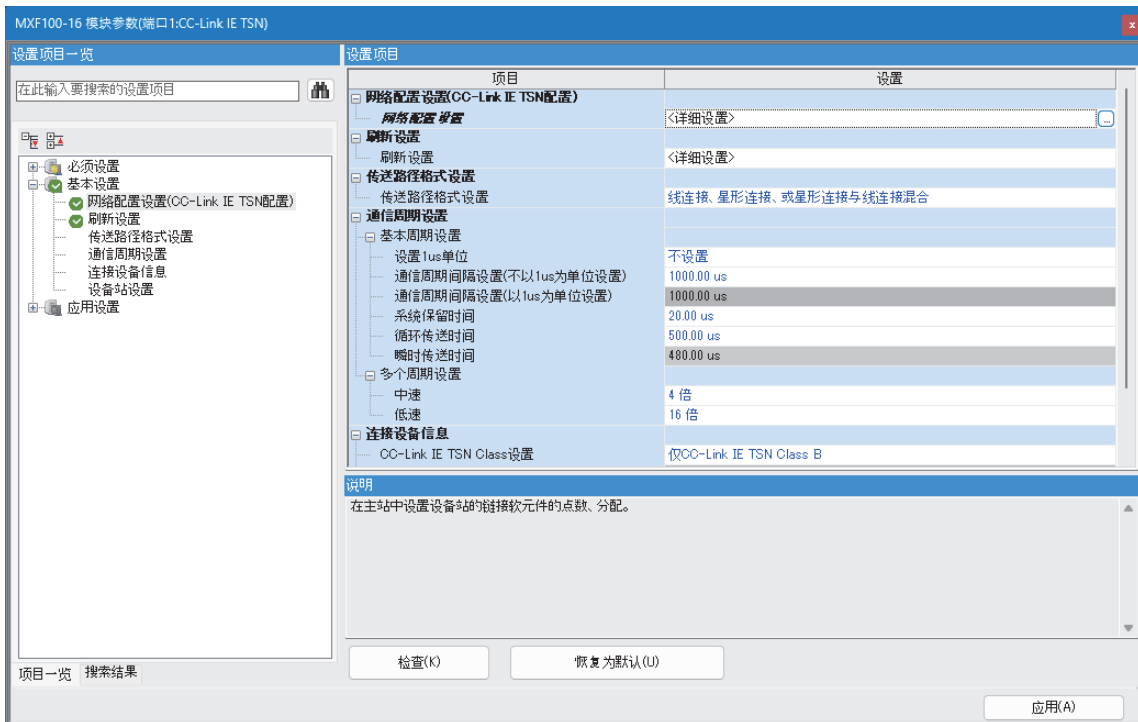 MXF100-16 模块参数(端口1:CC-Link IE TSN)
x
设置项目一览
在此输入要搜索的设置项目
必须设置
基本设置
网络配置设置(CC-Link IE TSN配置)
刷新设置
传送路径格式设置
通信周期设置
连接设备信息
设备站设置
应用设置
项目一览
搜索结果
设置项目
项目 设置
网络配置设置(CC-Link IE TSN配置)
网络配置设置 <详细设置> ...
刷新设置
刷新设置 <详细设置>
传送路径格式设置
传送路径格式设置 线连接、星形连接、或星形连接与线连接混合
通信周期设置
基本周期设置
设置1us单位 不设置
通信周期间隔设置(不以1us为单位设置) 1000.00 us
通信周期间隔设置(以1us为单位设置) 1000.00 us
系统保留时间 20.00 us
循环传送时间 500.00 us
瞬时传送时间 480.00 us
多个周期设置
中速 4 倍
低速 16 倍
连接设备信息
CC-Link IE TSN Class设置 仅CC-Link IE TSN Class B
说明
在主站中设置设备站的链接软元件的点数、分配。
检查(K) 恢复为默认(U)
应用(A)